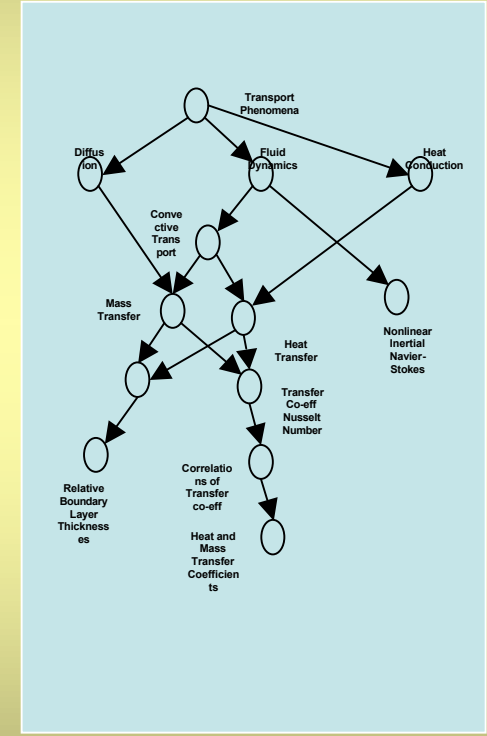 Transport
Phenomena
Diffus
ion
Fluid
Dynamics
Heat
Conduction
Conve
ctive
Trans
port
Mass
Transfer
Heat
Transfer
Nonlinear
Inertial
Navier-
Stokes
Transfer
Co-eff
Nusselt
Number
Correlatio
ns of
Transfer
co-eff
Relative
Boundary
Layer
Thickness
es
Heat and
Mass
Transfer
Coefficien
ts